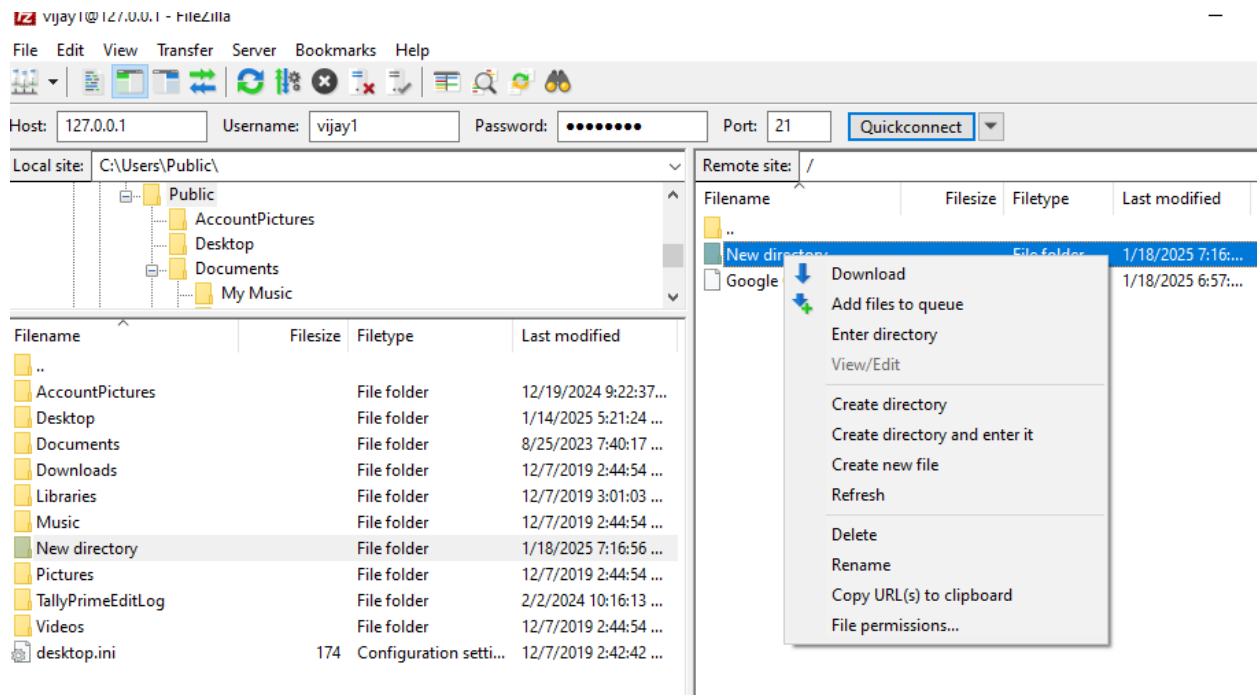 vijay1@127.0.0.1 - FileZilla
File Edit View Transfer Server Bookmarks Help
Host: 127.0.0.1 Username: vijay1 Password: ●●●●●●●● Port: 21 Quickconnect
Local site: C:\Users\Public\
Remote site: /
Public
AccountPictures
Desktop
Documents
My Music
Filename Filesize Filetype Last modified
..
AccountPictures File folder 12/19/2024 9:22:37...
Desktop File folder 1/14/2025 5:21:24 ...
Documents File folder 8/25/2023 7:40:17 ...
Downloads File folder 12/7/2019 2:44:54 ...
Libraries File folder 12/7/2019 3:01:03 ...
Music File folder 12/7/2019 2:44:54 ...
New directory File folder 1/18/2025 7:16:56 ...
Pictures File folder 12/7/2019 2:44:54 ...
TallyPrimeEditLog File folder 2/2/2024 10:16:13 ...
Videos File folder 12/7/2019 2:44:54 ...
desktop.ini 174 Configuration setti... 12/7/2019 2:42:42 ...
Filename Filesize Filetype Last modified
..
New directory File folder 1/18/2025 7:16:...
Google 1/18/2025 6:57:...
Download
Add files to queue
Enter directory
View/Edit
Create directory
Create directory and enter it
Create new file
Refresh
Delete
Rename
Copy URL(s) to clipboard
File permissions...